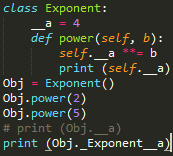 class Exponent:
    __a = 4
    def power(self, b):
        self.__a **= b
        print (self.__a)
Obj = Exponent()
Obj.power(2)
Obj.power(5)
# print (Obj.__a)
print (Obj._Exponent__a)